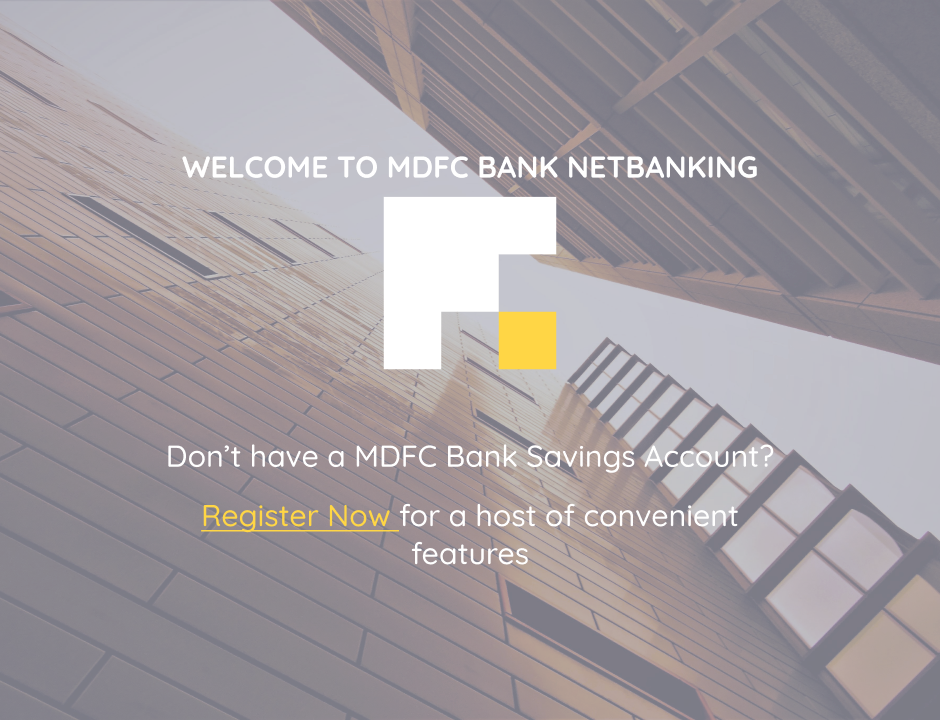 WELCOME TO MDFC BANK NETBANKING
Don’t have a MDFC Bank Savings Account?
Register Now for a host of convenient
features